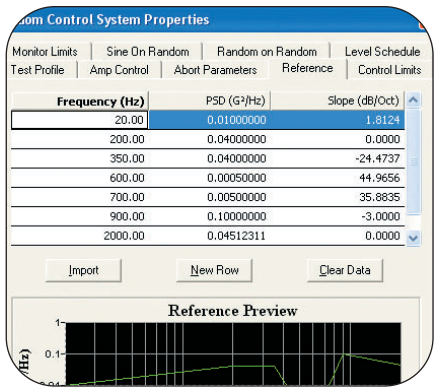 dom Control System Properties
Monitor Limits Sine On Random Random on Random Level Schedule
Test Profile Amp Control Abort Parameters Reference Control Limits
Frequency (Hz) PSD (G²/Hz) Slope (dB/Oct)
20.00 0.01000000 1.8124
200.00 0.04000000 0.0000
350.00 0.04000000 -24.4737
600.00 0.00050000 44.9656
700.00 0.00500000 35.8835
900.00 0.10000000 -3.0000
2000.00 0.04512311 0.0000
Import New Row Clear Data
Reference Preview
1
0.1
Hz)